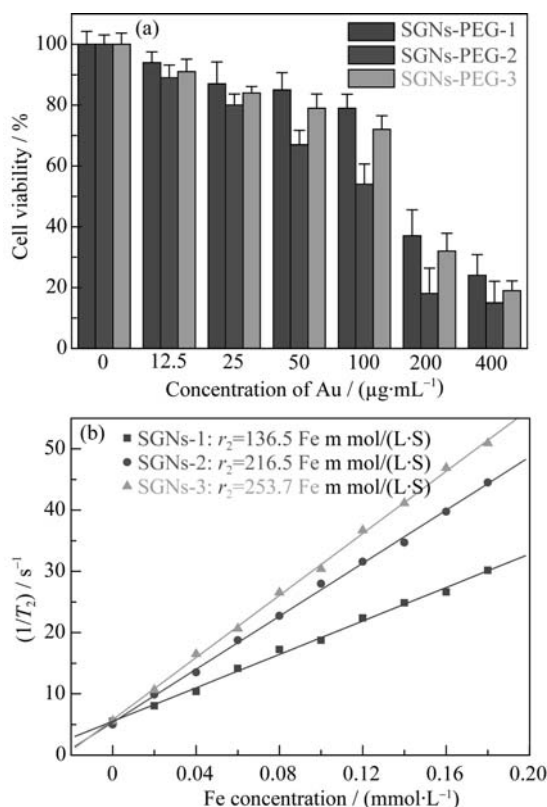 (a)
SGNs-PEG-1
SGNs-PEG-2
SGNs-PEG-3
Cell viability / %
100
80
60
40
20
0
0 12.5 25 50 100 200 400
Concentration of Au / (μg·mL⁻¹)
(b)
SGNs-1: r₂=136.5 Fe m mol/(L·S)
SGNs-2: r₂=216.5 Fe m mol/(L·S)
SGNs-3: r₂=253.7 Fe m mol/(L·S)
(1/T₂) / s⁻¹
50
40
30
20
10
0
0 0.04 0.08 0.12 0.16 0.20
Fe concentration / (mmol·L⁻¹)